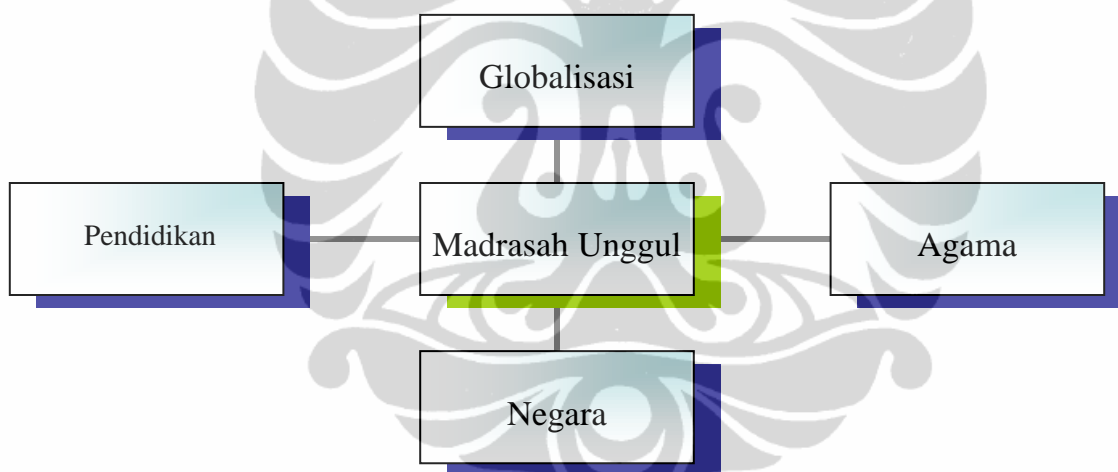 Globalisasi
Pendidikan
Madrasah Unggul
Agama
Negara